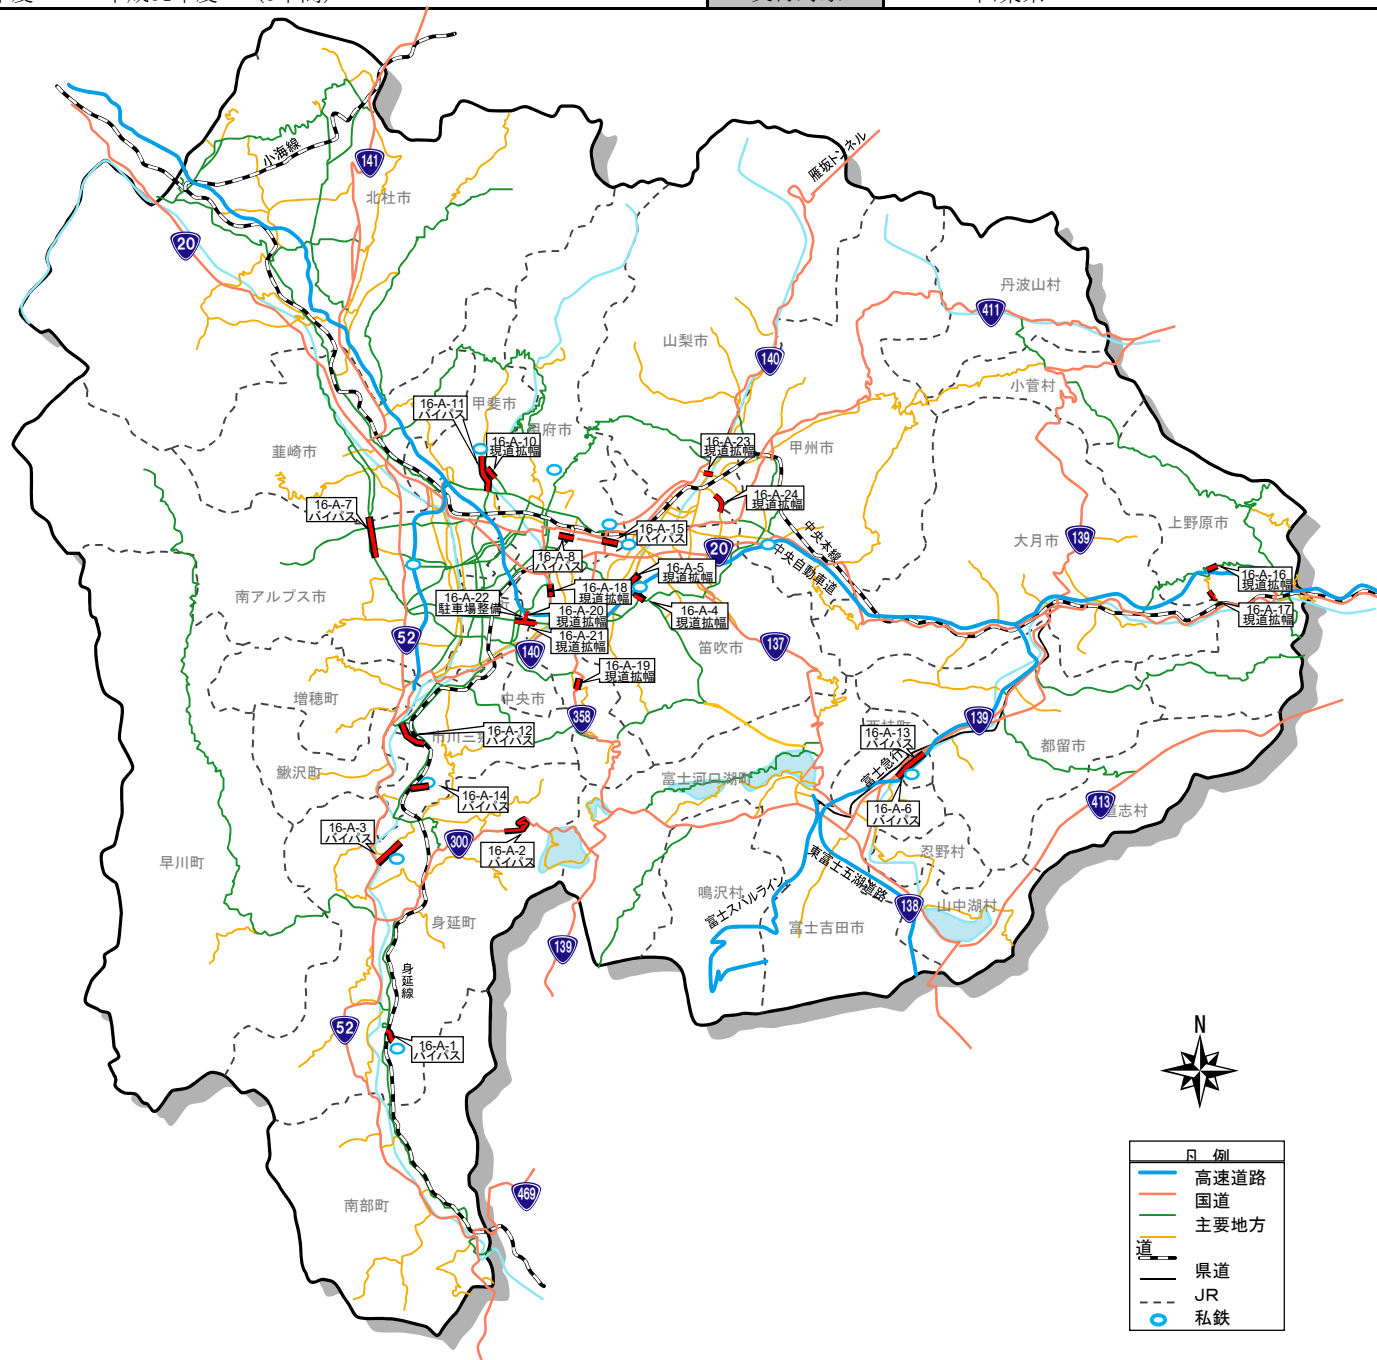 小海線
141
北杜市
雁坂トンネル
20
丹波山村
411
山梨市
140
小菅村
甲斐市
16-A-11
バイパス
16-A-10
現道拡幅
16-A-23
現道拡幅
甲州市
韮崎市
16-A-7
バイパス
16-A-24
現道拡幅
上野原市
大月市
139
中央本線
中央自動車道
20
16-A-15
バイパス
16-A-8
バイパス
16-A-5
現道拡幅
16-A-16
現道拡幅
16-A-17
現道拡幅
南アルプス市
16-A-22
駐車場整備
16-A-18
現道拡幅
16-A-20
現道拡幅
16-A-4
現道拡幅
16-A-21
現道拡幅
52
140
笛吹市
137
16-A-19
現道拡幅
増穂町
中央市
358
139
16-A-12
バイパス
16-A-13
バイパス
都留市
鰍沢町
富士河口湖町
富士急行
16-A-14
バイパス
16-A-6
バイパス
413
道志村
16-A-3
バイパス
300
16-A-2
バイパス
忍野村
早川町
東富士五湖道路
鳴沢村
富士スバルライン
138
山中湖村
身延町
富士吉田市
139
身延線
52
16-A-1
バイパス
N
南部町
469
凡 例
高速道路
国道
主要地方
道
県道
JR
私鉄